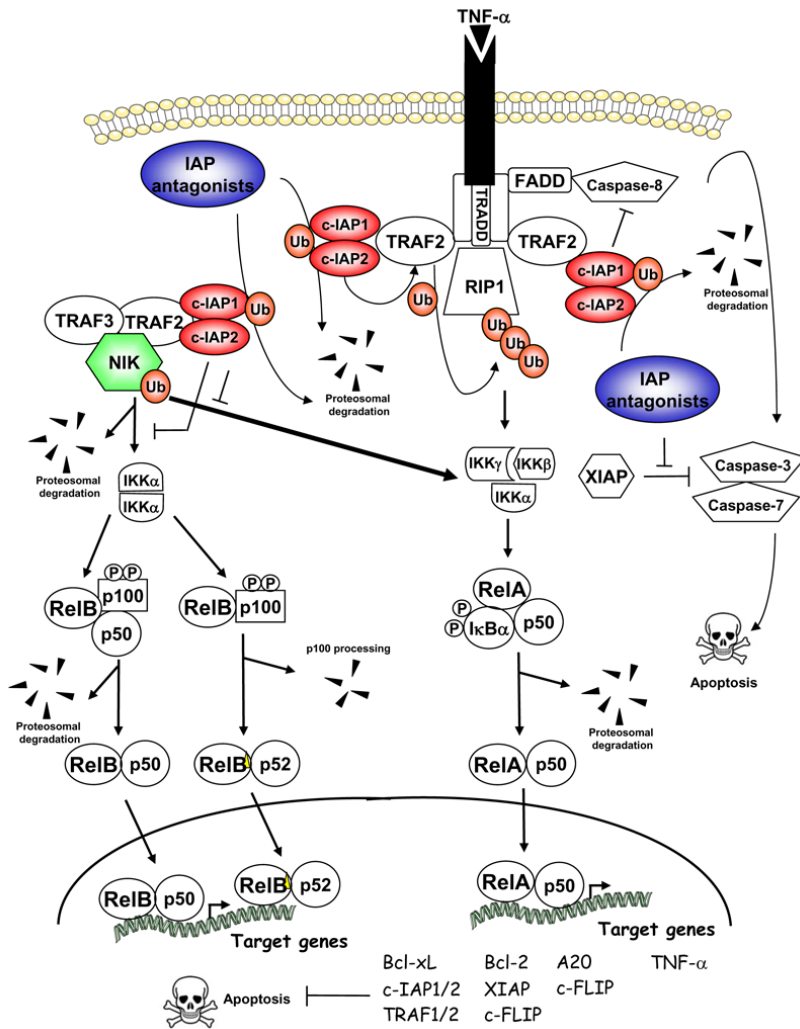 TNF-α
IAP
antagonists
FADD
Caspase-8
TRADD
c-IAP1
c-IAP2
Ub
TRAF2
TRAF2
c-IAP1
c-IAP2
Ub
RIP1
Ub
Ub
Ub
Ub
Proteosomal
degradation
TRAF3
TRAF2
c-IAP1
c-IAP2
Ub
NIK
Ub
Proteosomal
degradation
IAP
antagonists
Proteosomal
degradation
IKKα
IKKα
IKKγ
IKKβ
IKKα
XIAP
Caspase-3
Caspase-7
P P
RelB
p100
p50
P P
RelB
p100
RelA
P
P
IκBα
p50
Apoptosis
p100 processing
Proteosomal
degradation
Proteosomal
degradation
RelB p50
RelB p52
RelA p50
RelB p50
RelB p52
RelA p50
Target genes
Target genes
Bcl-xL Bcl-2 A20 TNF-α
Apoptosis
c-IAP1/2 XIAP c-FLIP
TRAF1/2 c-FLIP